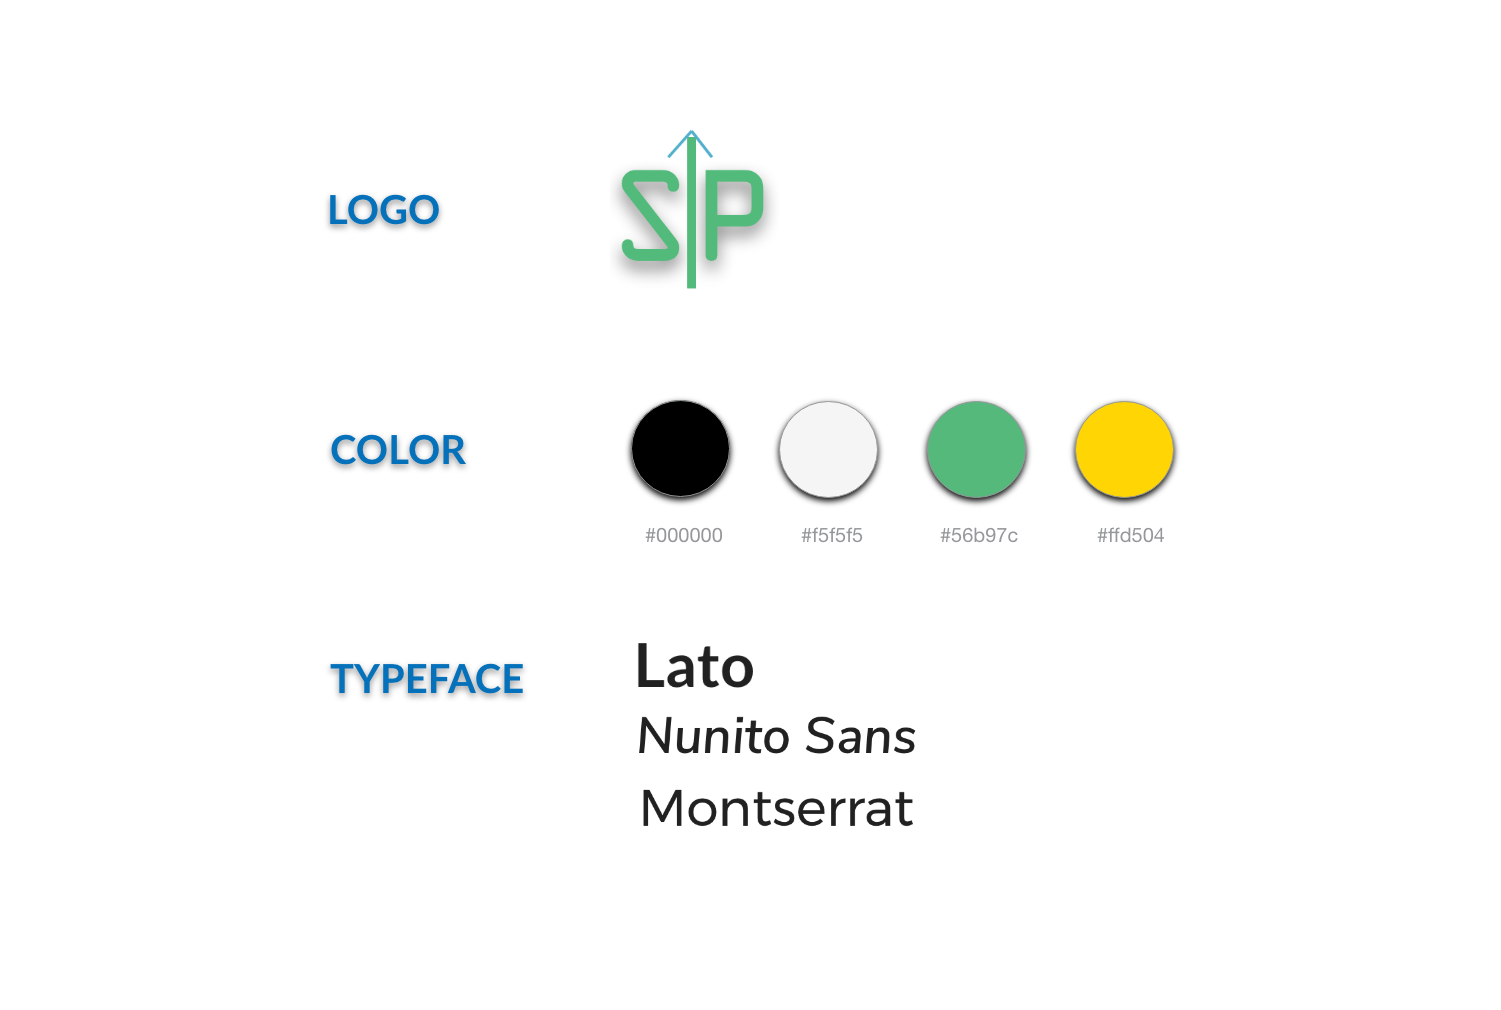 LOGO
SP
COLOR
#000000
#f5f5f5
#56b97c
#ffd504
TYPEFACE
Lato
Nunito Sans
Montserrat